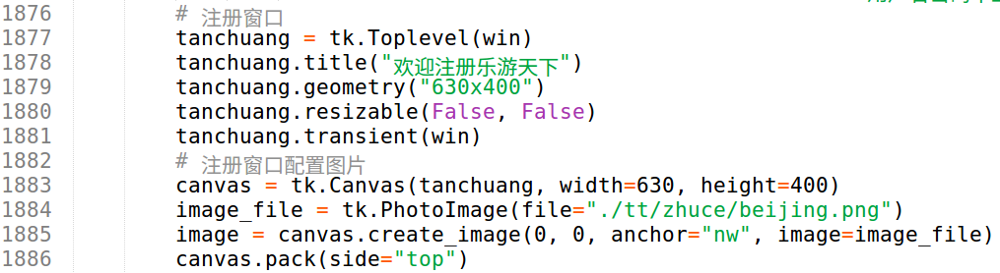 1876 # 注册窗口
1877 tanchuang = tk.Toplevel(win)
1878 tanchuang.title("欢迎注册乐游天下")
1879 tanchuang.geometry("630x400")
1880 tanchuang.resizable(False, False)
1881 tanchuang.transient(win)
1882 # 注册窗口配置图片
1883 canvas = tk.Canvas(tanchuang, width=630, height=400)
1884 image_file = tk.PhotoImage(file="./tt/zhuce/beijing.png")
1885 image = canvas.create_image(0, 0, anchor="nw", image=image_file)
1886 canvas.pack(side="top")